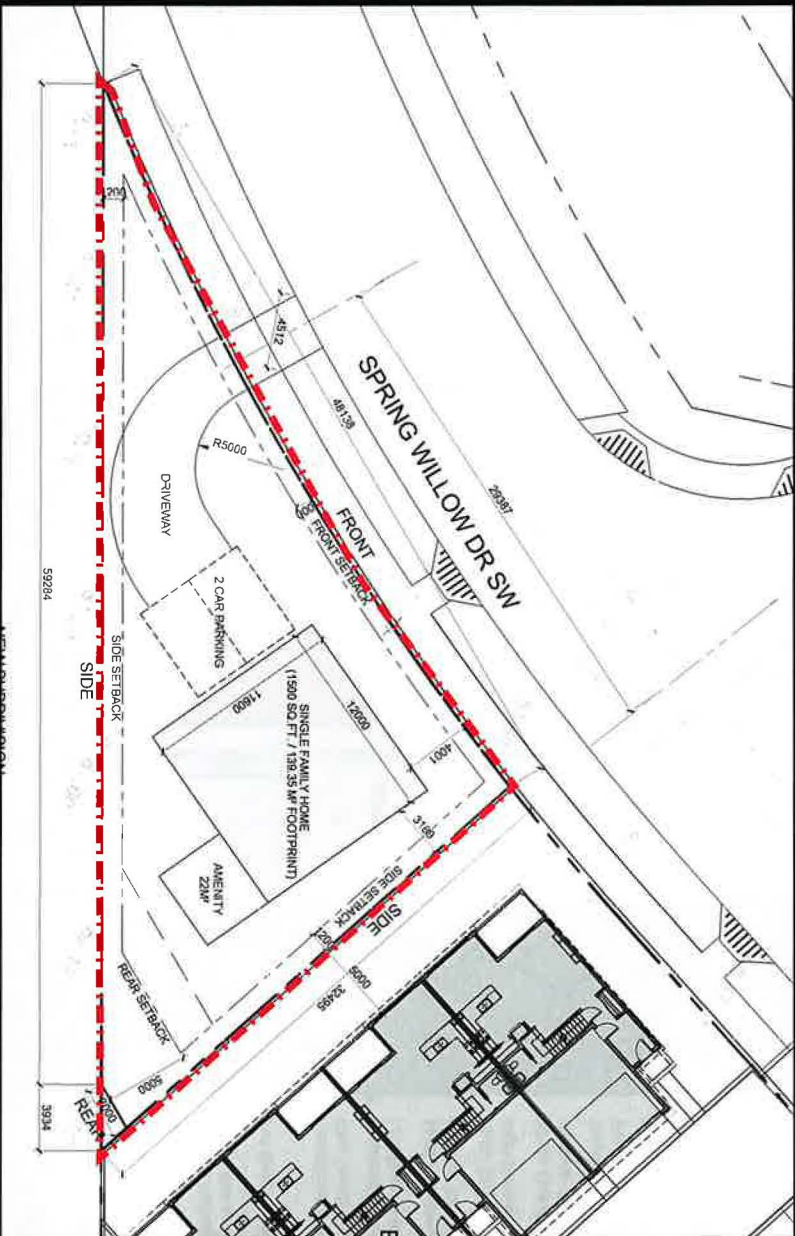 SPRING WILLOW DR SW
29387
48138
4512
1200
R5000
FRONT
FRONT SETBACK
DRIVEWAY
2 CAR PARKING
12000
11600
SINGLE FAMILY HOME
(1500 SQ.FT. / 139.35 M² FOOTPRINT)
4001
AMENITY
22M²
SIDE SETBACK
SIDE
1200
5000
32495
SIDE SETBACK
SIDE
REAR SETBACK
5000
REAR
59284
3934